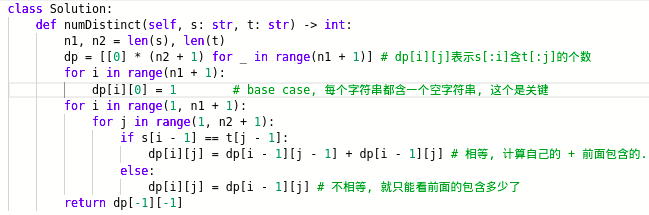 class Solution:
    def numDistinct(self, s: str, t: str) -> int:
        n1, n2 = len(s), len(t)
        dp = [[0] * (n2 + 1) for _ in range(n1 + 1)] # dp[i][j]表示s[:i]含t[:j]的个数
        for i in range(n1 + 1):
            dp[i][0] = 1        # base case, 每个字符串都含一个空字符串, 这个是关键
        for i in range(1, n1 + 1):
            for j in range(1, n2 + 1):
                if s[i - 1] == t[j - 1]:
                    dp[i][j] = dp[i - 1][j - 1] + dp[i - 1][j] # 相等, 计算自己的 + 前面包含的.
                else:
                    dp[i][j] = dp[i - 1][j] # 不相等, 就只能看前面的包含多少了
        return dp[-1][-1]